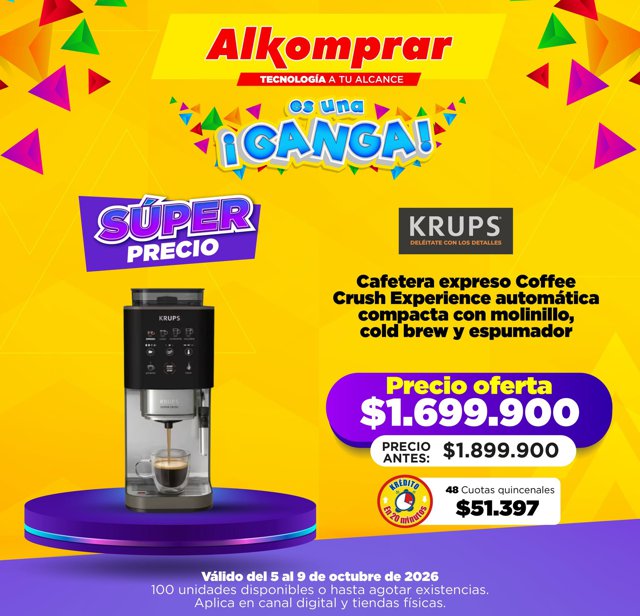 Alkomprar
TECNOLOGÍA A TU ALCANCE
es una
¡GANGA!
SÚPER
PRECIO
KRUPS
DELÉITATE CON LOS DETALLES
Cafetera expreso Coffee
Crush Experience automática
compacta con molinillo,
cold brew y espumador
KRUPS
KRUPS
Precio oferta
$1.699.900
PRECIO
ANTES:
$1.899.900
KRÉDITO
En 20 minutos
48 Cuotas quincenales
$51.397
Válido del 5 al 9 de octubre de 2026
100 unidades disponibles o hasta agotar existencias.
Aplica en canal digital y tiendas físicas.